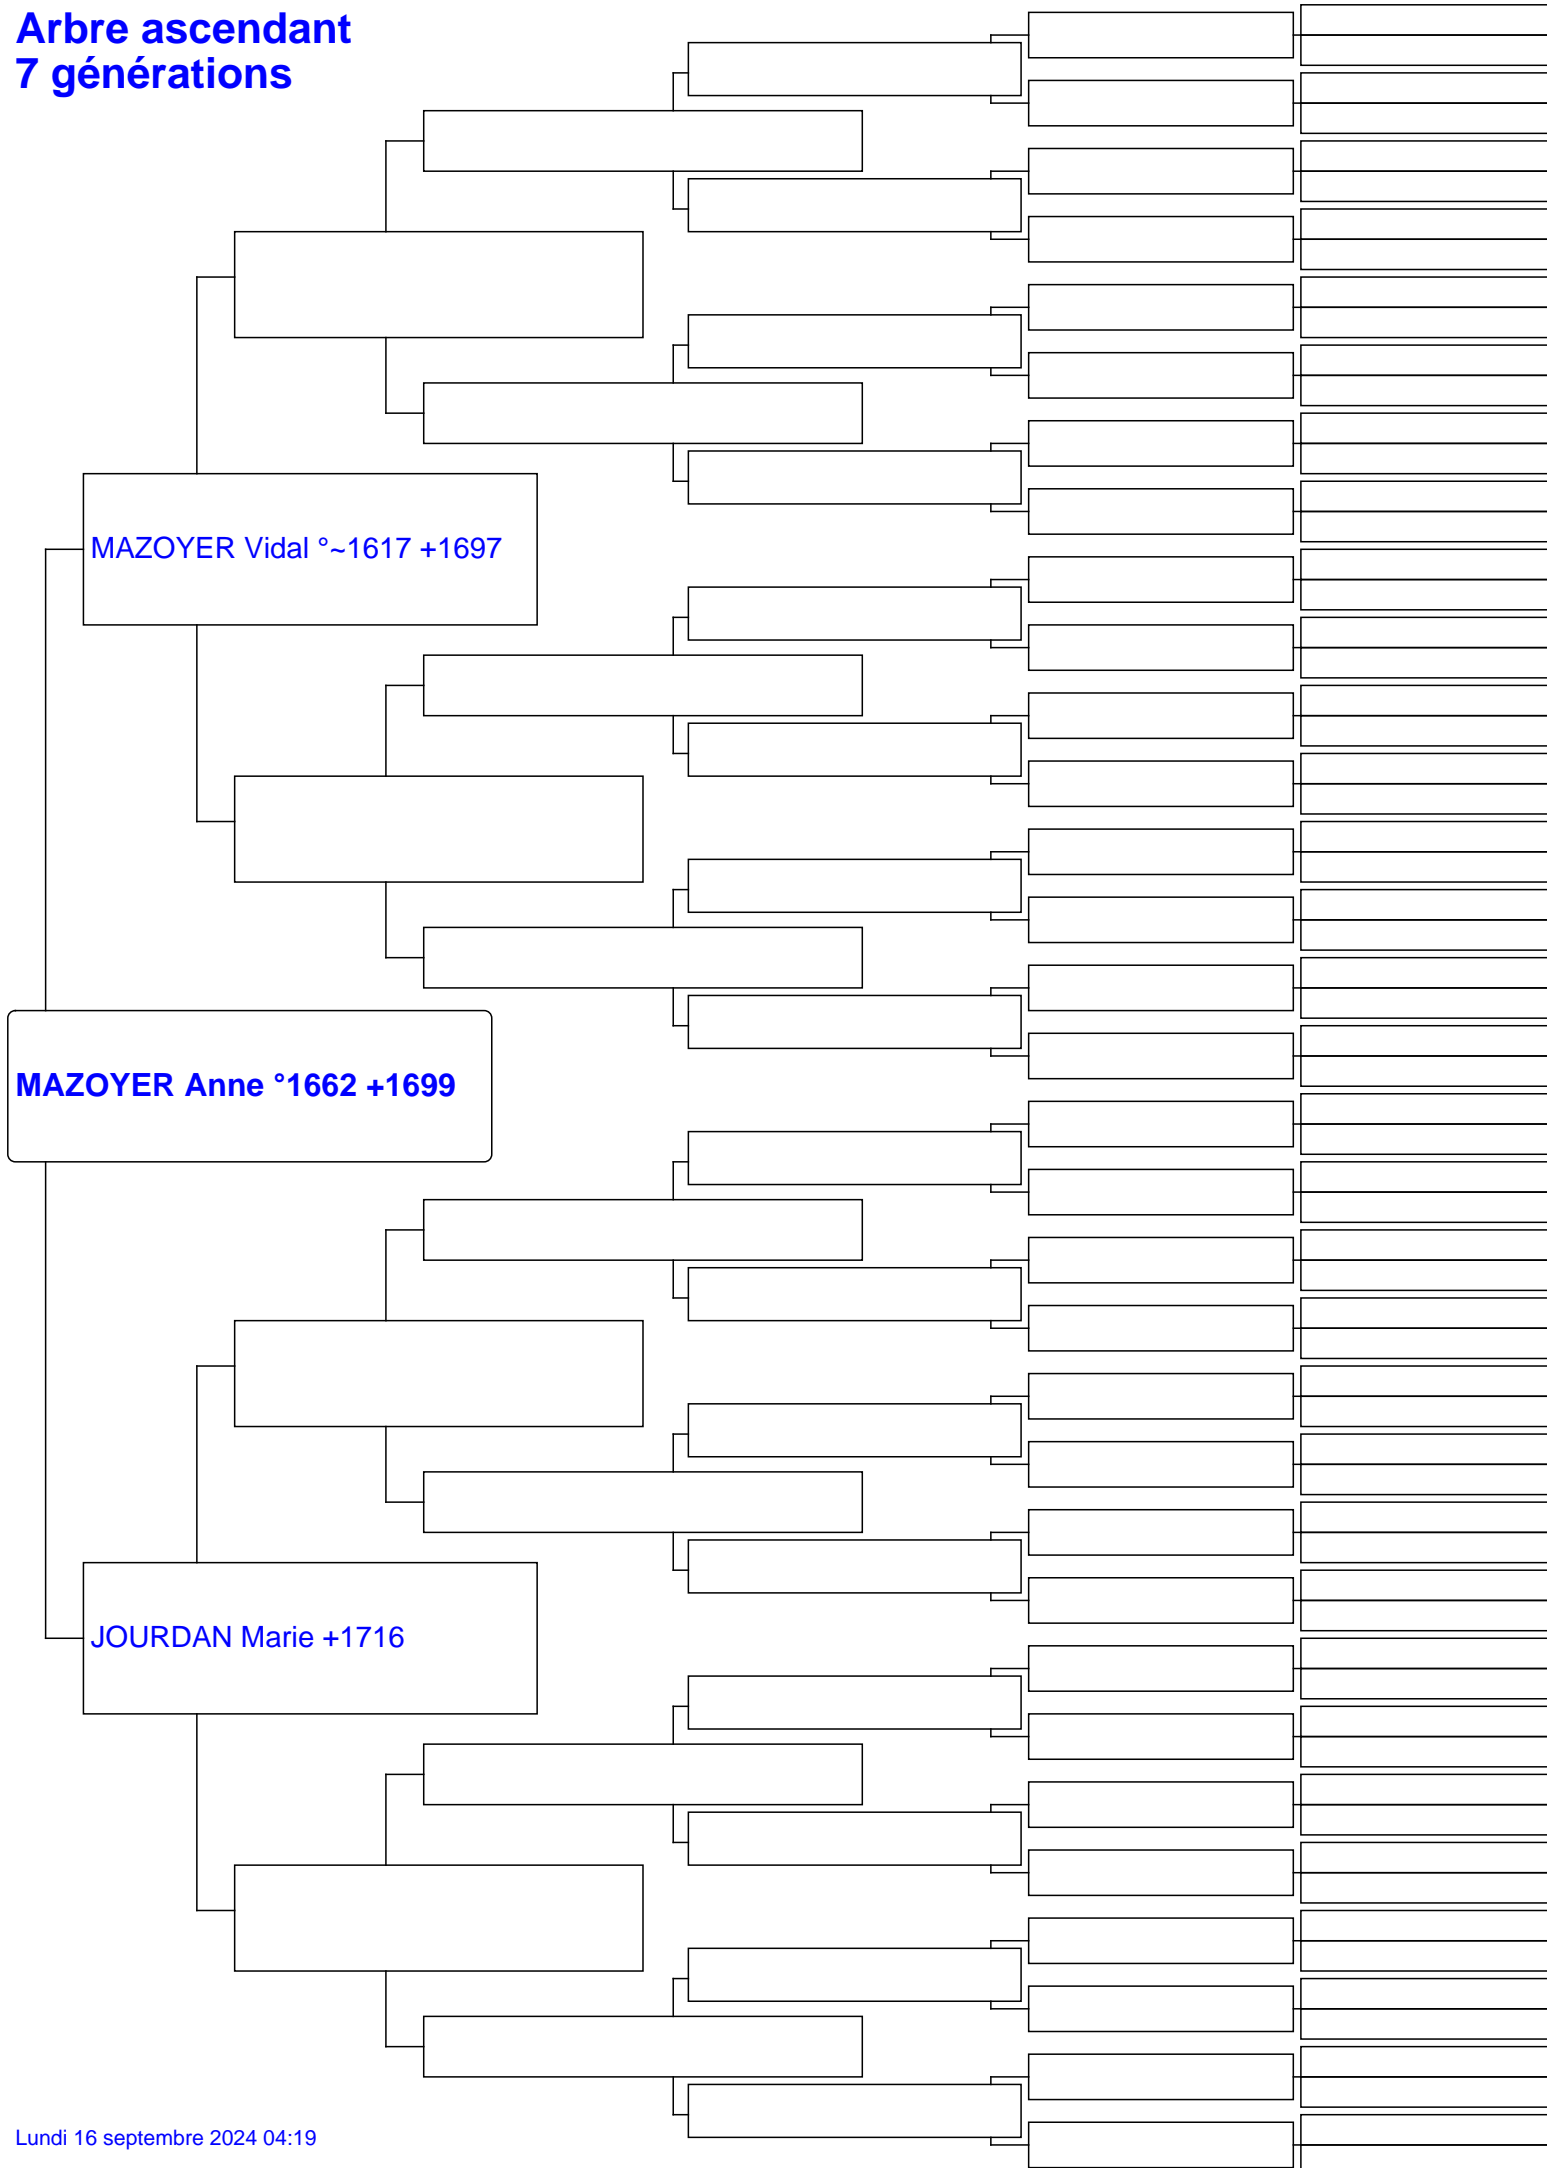 Arbre ascendant
7 générations
MAZOYER Vidal °~1617 +1697
MAZOYER Anne °1662 +1699
JOURDAN Marie +1716
Lundi 16 septembre 2024 04:19